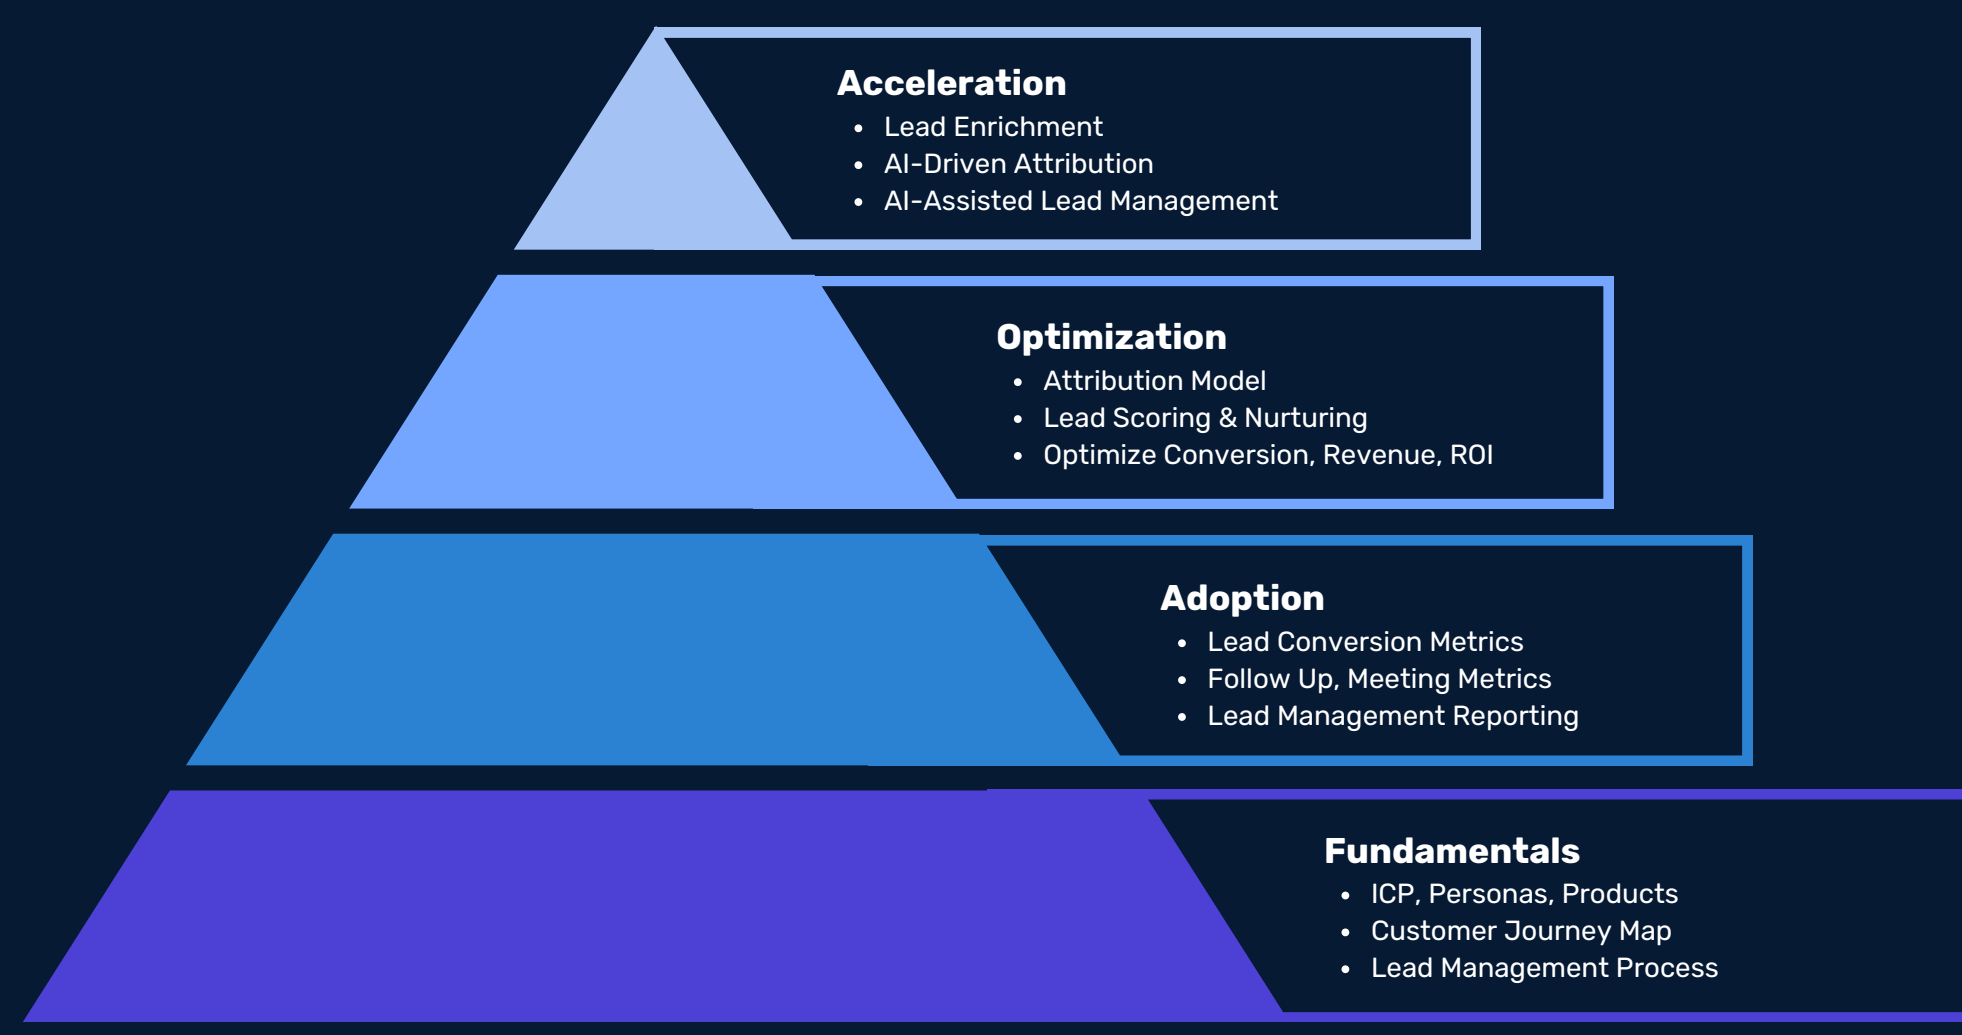 Acceleration
• Lead Enrichment
• AI-Driven Attribution
• AI-Assisted Lead Management
Optimization
• Attribution Model
• Lead Scoring & Nurturing
• Optimize Conversion, Revenue, ROI
Adoption
• Lead Conversion Metrics
• Follow Up, Meeting Metrics
• Lead Management Reporting
Fundamentals
• ICP, Personas, Products
• Customer Journey Map
• Lead Management Process